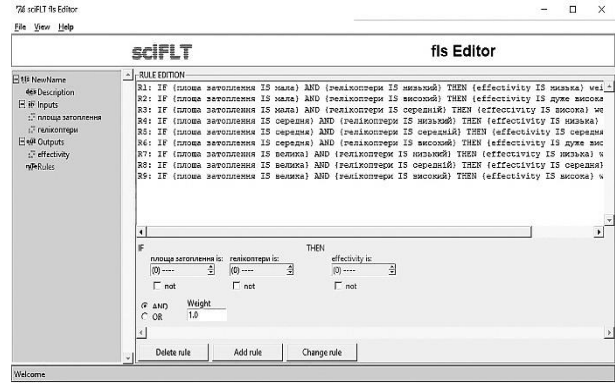 sciFLT fls Editor
File View Help
sciFLT
fls Editor
NewName
Description
Inputs
площа затоплення
гелікоптери
Outputs
effectivity
Rules
RULE EDITION
R1: IF {площа затоплення IS мала} AND {гелікоптери IS низький} THEN {effectivity IS низька} wei
R2: IF {площа затоплення IS мала} AND {гелікоптери IS високий} THEN {effectivity IS дуже висока
R3: IF {площа затоплення IS мала} AND {гелікоптери IS середній} THEN {effectivity IS висока} we
R4: IF {площа затоплення IS середня} AND {гелікоптери IS низький} THEN {effectivity IS низька}
R5: IF {площа затоплення IS середня} AND {гелікоптери IS середній} THEN {effectivity IS середня
R6: IF {площа затоплення IS середня} AND {гелікоптери IS високий} THEN {effectivity IS дуже вис
R7: IF {площа затоплення IS велика} AND {гелікоптери IS низький} THEN {effectivity IS низька} w
R8: IF {площа затоплення IS велика} AND {гелікоптери IS середній} THEN {effectivity IS середня}
R9: IF {площа затоплення IS велика} AND {гелікоптери IS високий} THEN {effectivity IS висока} w
IF THEN
площа затоплення is: гелікоптери is: effectivity is:
(0) ---- (0) ---- (0) ----
not not not
AND Weight
OR 1.0
Delete rule Add rule Change rule
Welcome